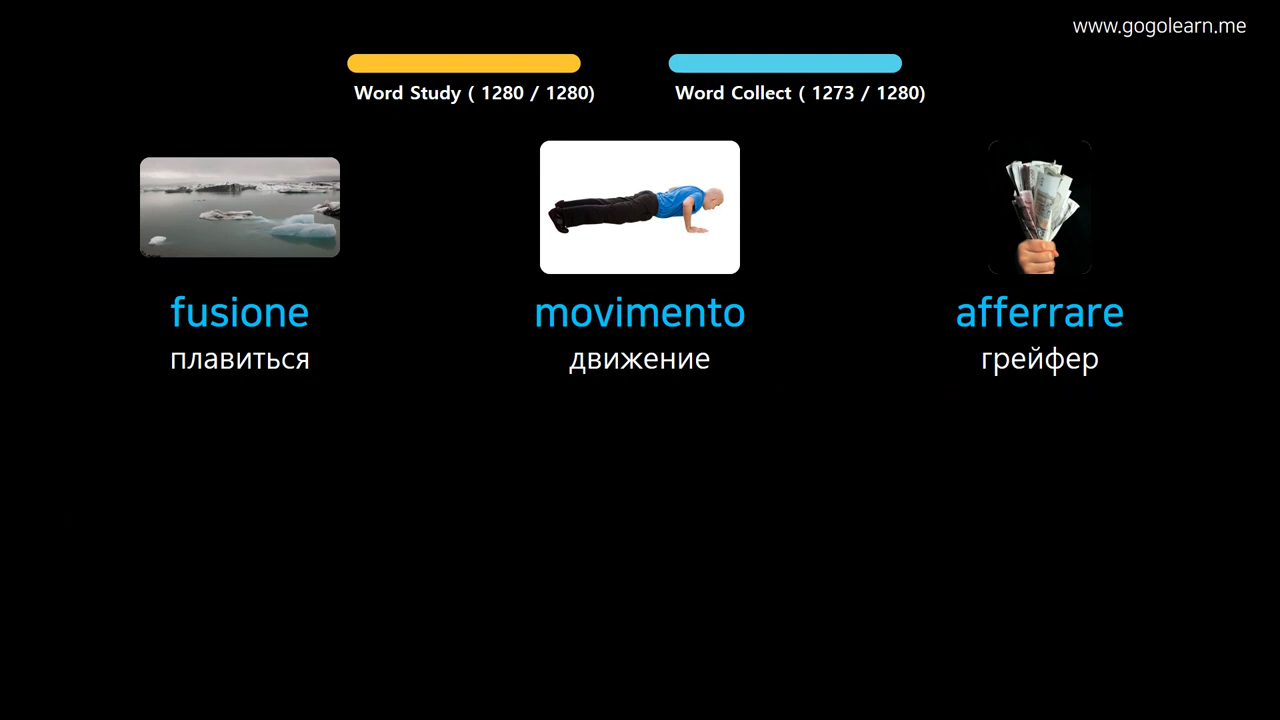 www.gogolearn.me
Word Study ( 1280 / 1280)
Word Collect ( 1273 / 1280)
fusione
movimento
afferrare
плавиться
движение
грейфер